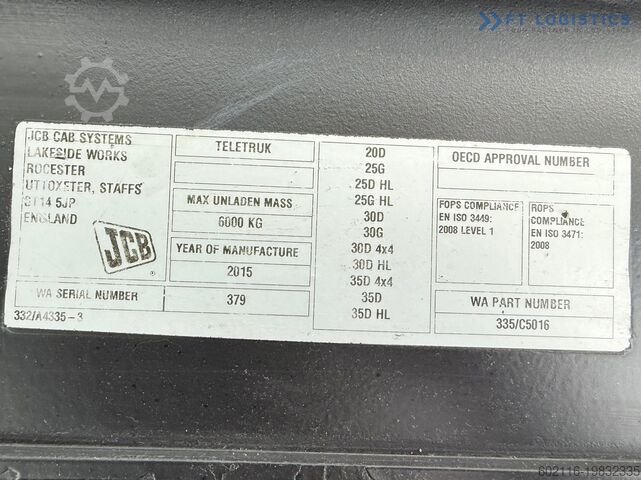 FT LOGISTICS
JCB CAB SYSTEMS
LAKESIDE WORKS
ROCESTER
UTTOXETER, STAFFS
ST14 5JP
ENGLAND
JCB
®
WA SERIAL NUMBER
379
332/A4335-3
TELETRUK
MAX UNLADEN MASS
6000 KG
YEAR OF MANUFACTURE
2015
20D
25G
25D HL
25G HL
30D
30G
30D 4x4
30D HL
35D 4x4
35D
35D HL
OECD APPROVAL NUMBER
FOPS COMPLIANCE
EN ISO 3449:
2008 LEVEL 1
ROPS
COMPLIANCE
EN ISO 3471:
2008
WA PART NUMBER
335/C5016
602116-19832335